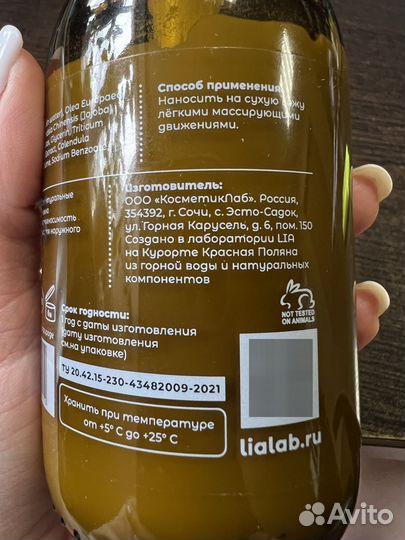 water), Olea Europaea
Chinensis (Jojoba)
Glycerin, Triticum
Calendula
Sodium Benzoate
Способ применения:
Наносить на сухую кожу
лёгкими массирующими
движениями.
Изготовитель:
ООО «КосметикЛаб». Россия,
354392, г. Сочи, с. Эсто-Садок,
ул. Горная Карусель, д. 6, пом. 150
Создано в лаборатории LIA
на Курорте Красная Поляна
из горной воды и натуральных
компонентов
Срок годности:
1 год с даты изготовления
(дату изготовления
см.на упаковке)
NOT TESTED
ON ANIMALS
ТУ 20.42.15-230-43482009-2021
Хранить при температуре
от +5° С до +25° С
lialab.ru
Avito